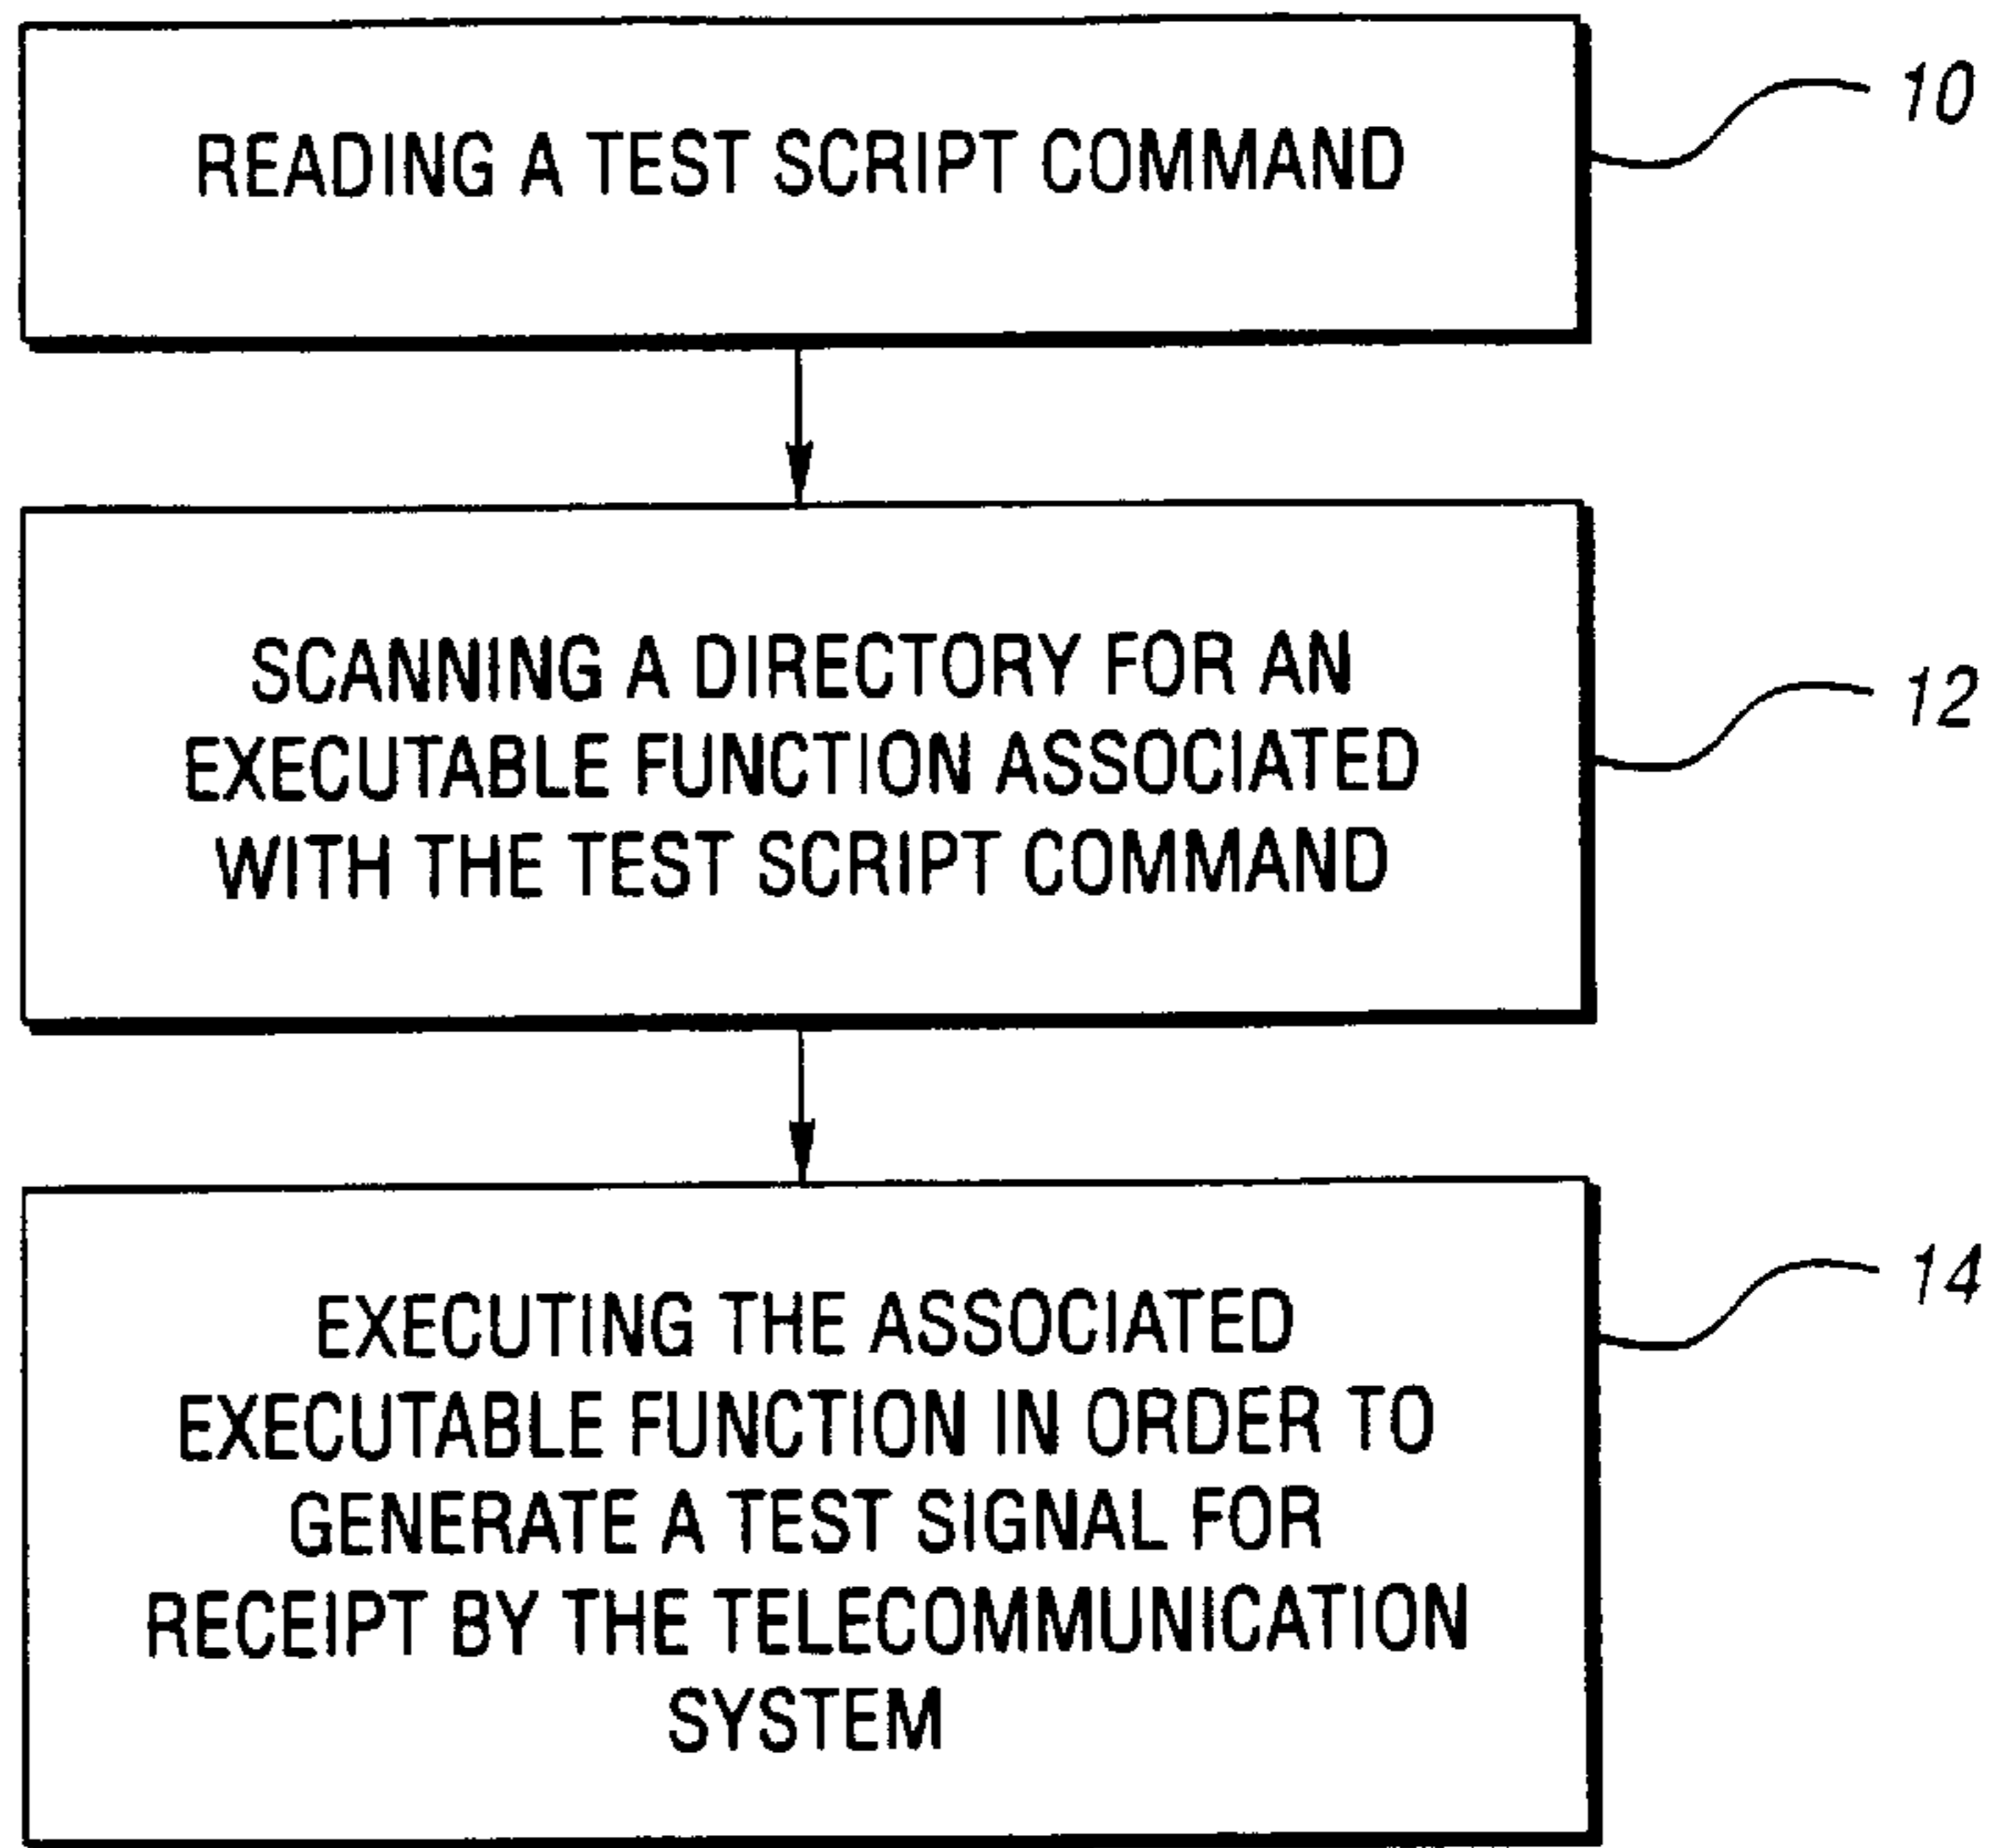 READING A TEST SCRIPT COMMAND
10
SCANNING A DIRECTORY FOR AN
EXECUTABLE FUNCTION ASSOCIATED
WITH THE TEST SCRIPT COMMAND
12
EXECUTING THE ASSOCIATED
EXECUTABLE FUNCTION IN ORDER TO
GENERATE A TEST SIGNAL FOR
RECEIPT BY THE TELECOMMUNICATION
SYSTEM
14